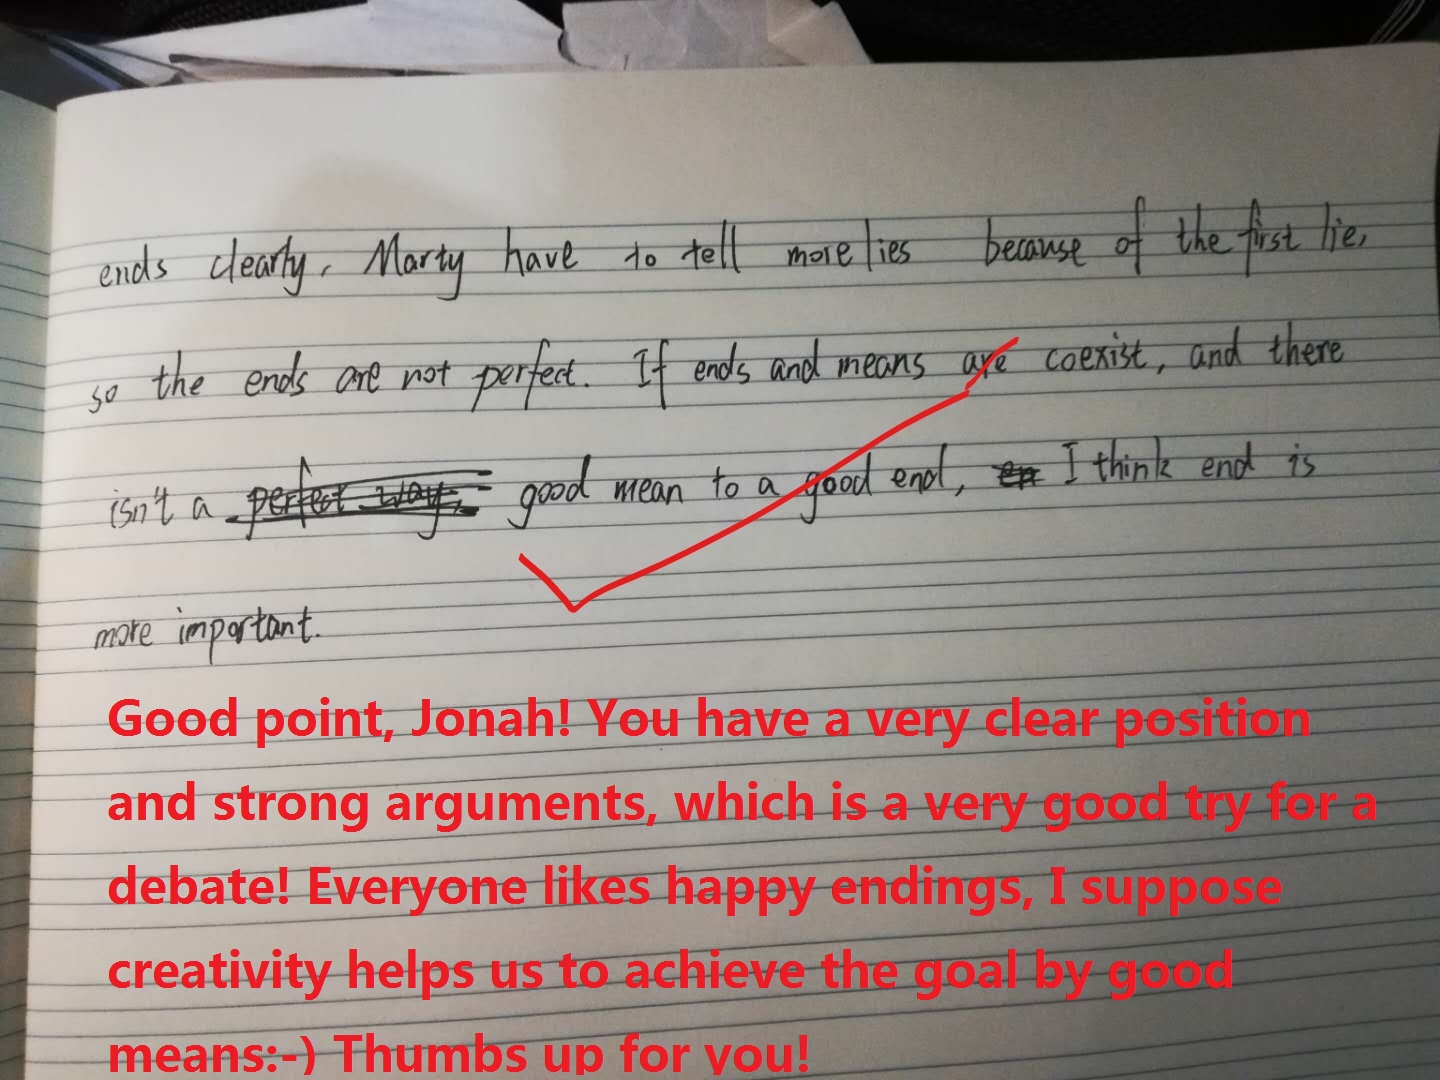 ends clearly, Marty have to tell more lies because of the first lie,
so the ends are not perfect. If ends and means are coexist, and there
isn't a perfect way, good mean to a good end, en I think end is
more important.
Good point, Jonah! You have a very clear position
and strong arguments, which is a very good try for a
debate! Everyone likes happy endings, I suppose
creativity helps us to achieve the goal by good
means:-) Thumbs up for you!